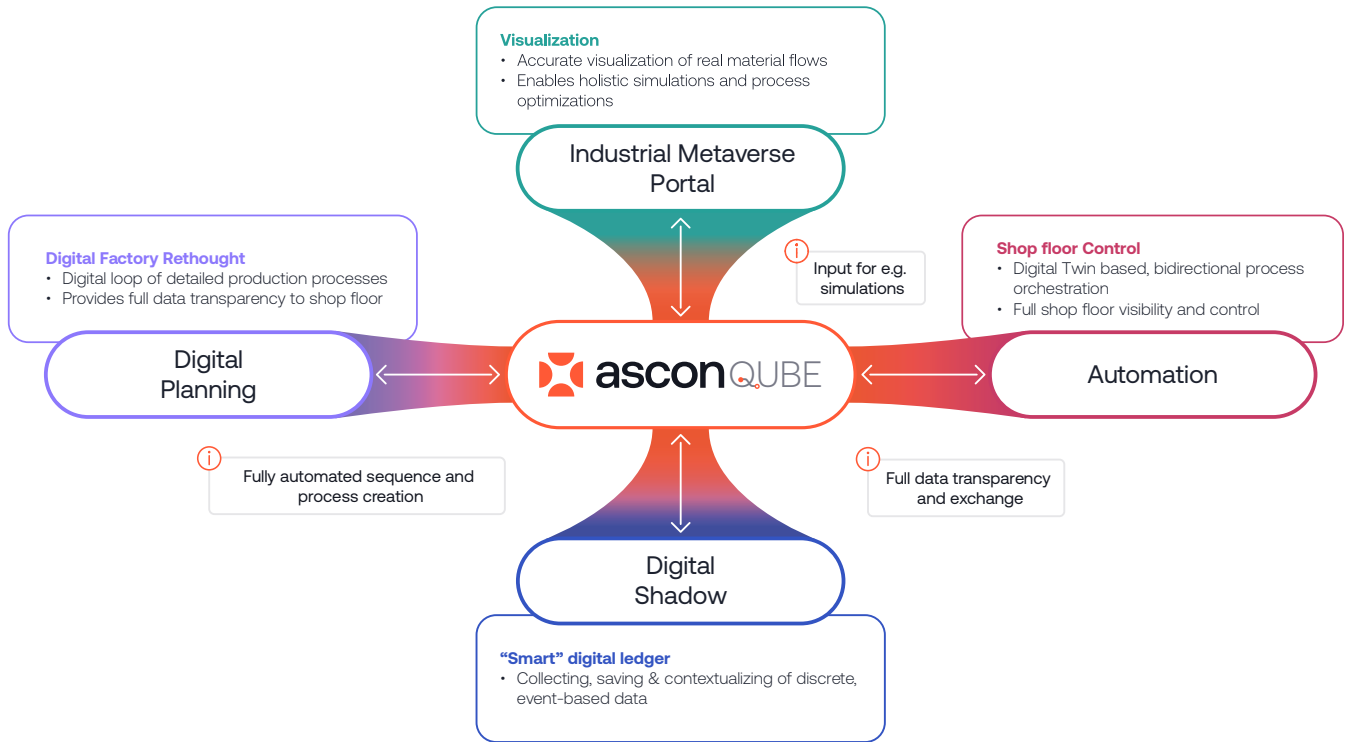 Visualization
• Accurate visualization of real material flows
• Enables holistic simulations and process
optimizations
Industrial Metaverse
Portal
Digital Factory Rethought
• Digital loop of detailed production processes
• Provides full data transparency to shop floor
Digital
Planning
i
Input for e.g.
simulations
Shop floor Control
• Digital Twin based, bidirectional process
orchestration
• Full shop floor visibility and control
Automation
ascon QUBE
i
Fully automated sequence and
process creation
i
Full data transparency
and exchange
Digital
Shadow
“Smart” digital ledger
• Collecting, saving & contextualizing of discrete,
event-based data